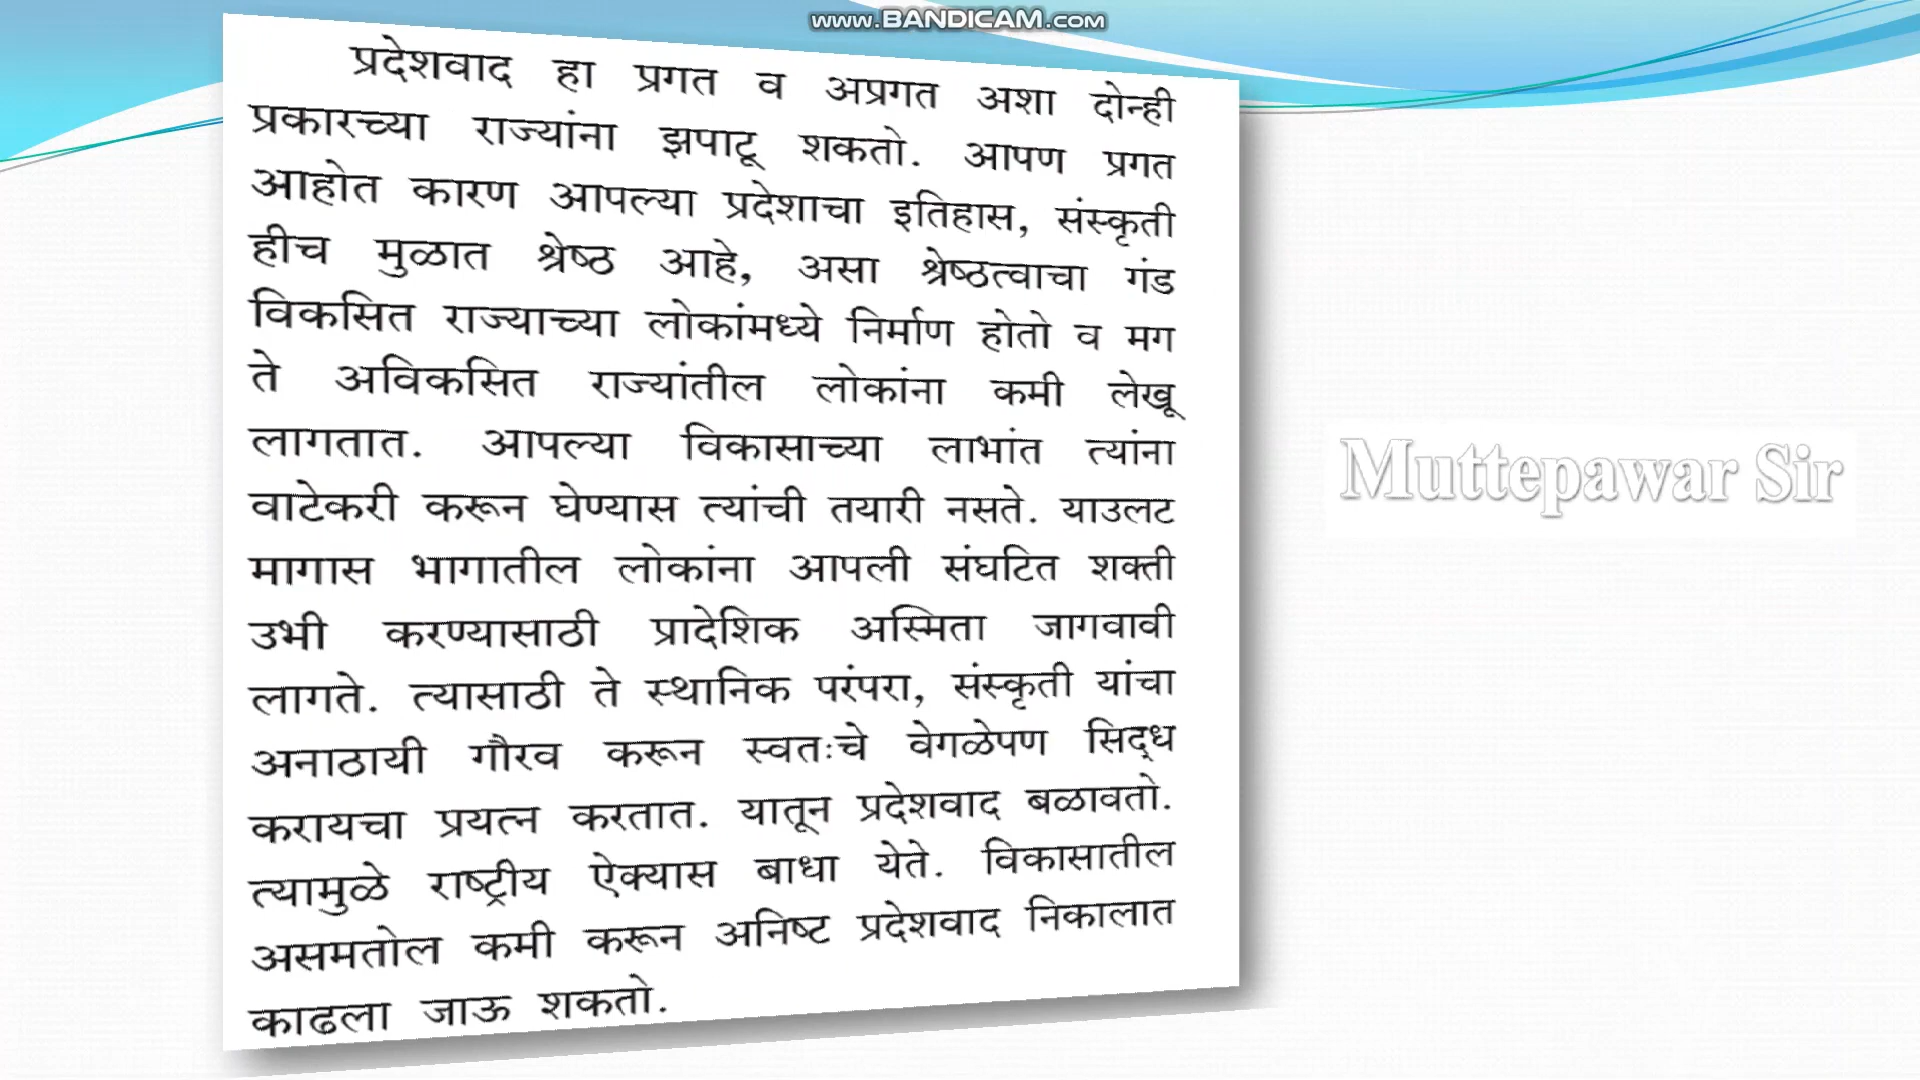 www.BANDICAM.com
प्रदेशवाद हा प्रगत व अप्रगत अशा दोन्ही
प्रकारच्या राज्यांना झपाटू शकतो. आपण प्रगत
आहोत कारण आपल्या प्रदेशाचा इतिहास, संस्कृती
हीच मुळात श्रेष्ठ आहे, असा श्रेष्ठत्वाचा गंड
विकसित राज्याच्या लोकांमध्ये निर्माण होतो व मग
ते अविकसित राज्यांतील लोकांना कमी लेखू
लागतात. आपल्या विकासाच्या लाभांत त्यांना
वाटेकरी करून घेण्यास त्यांची तयारी नसते. याउलट
मागास भागातील लोकांना आपली संघटित शक्ती
उभी करण्यासाठी प्रादेशिक अस्मिता जागवावी
लागते. त्यासाठी ते स्थानिक परंपरा, संस्कृती यांचा
अनाठायी गौरव करून स्वतःचे वेगळेपण सिद्ध
करायचा प्रयत्न करतात. यातून प्रदेशवाद बळावतो.
त्यामुळे राष्ट्रीय ऐक्यास बाधा येते. विकासातील
असमतोल कमी करून अनिष्ट प्रदेशवाद निकालात
काढला जाऊ शकतो.
Muttepawar Sir